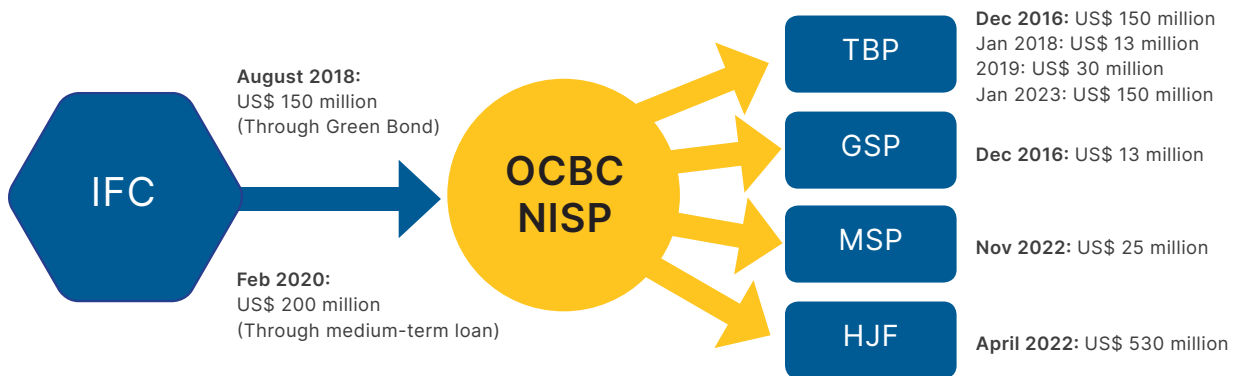 IFC
August 2018:
US$ 150 million
(Through Green Bond)
Feb 2020:
US$ 200 million
(Through medium-term loan)
OCBC
NISP
TBP
Dec 2016: US$ 150 million
Jan 2018: US$ 13 million
2019: US$ 30 million
Jan 2023: US$ 150 million
GSP
Dec 2016: US$ 13 million
MSP
Nov 2022: US$ 25 million
HJF
April 2022: US$ 530 million